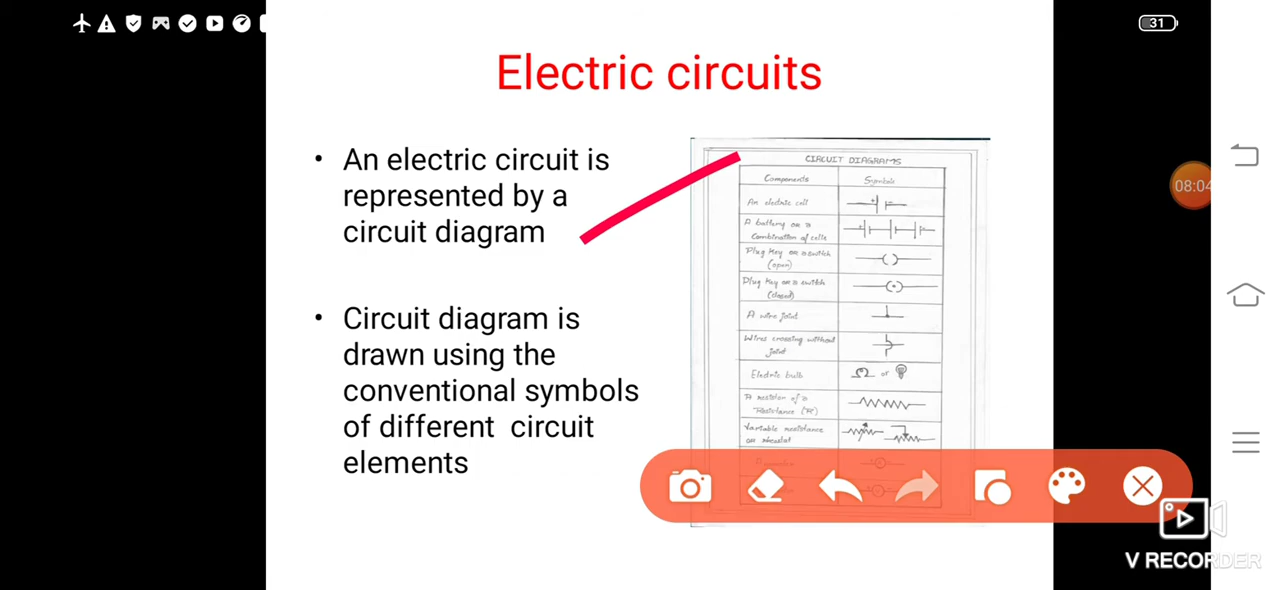 31
Electric circuits
• An electric circuit is
represented by a
circuit diagram
• Circuit diagram is
drawn using the
conventional symbols
of different circuit
elements
CIRCUIT DIAGRAMS
Components
Symbols
An electric cell
A battery or a
Combination of cells
Plug Key or a switch
(open)
Plug Key or a switch
(closed)
A wire joint
Wires crossing without
joint
Electric bulb
or
A resistor of a
Resistance ('R')
Variable resistance
or rheostat
08:04
V RECORDER